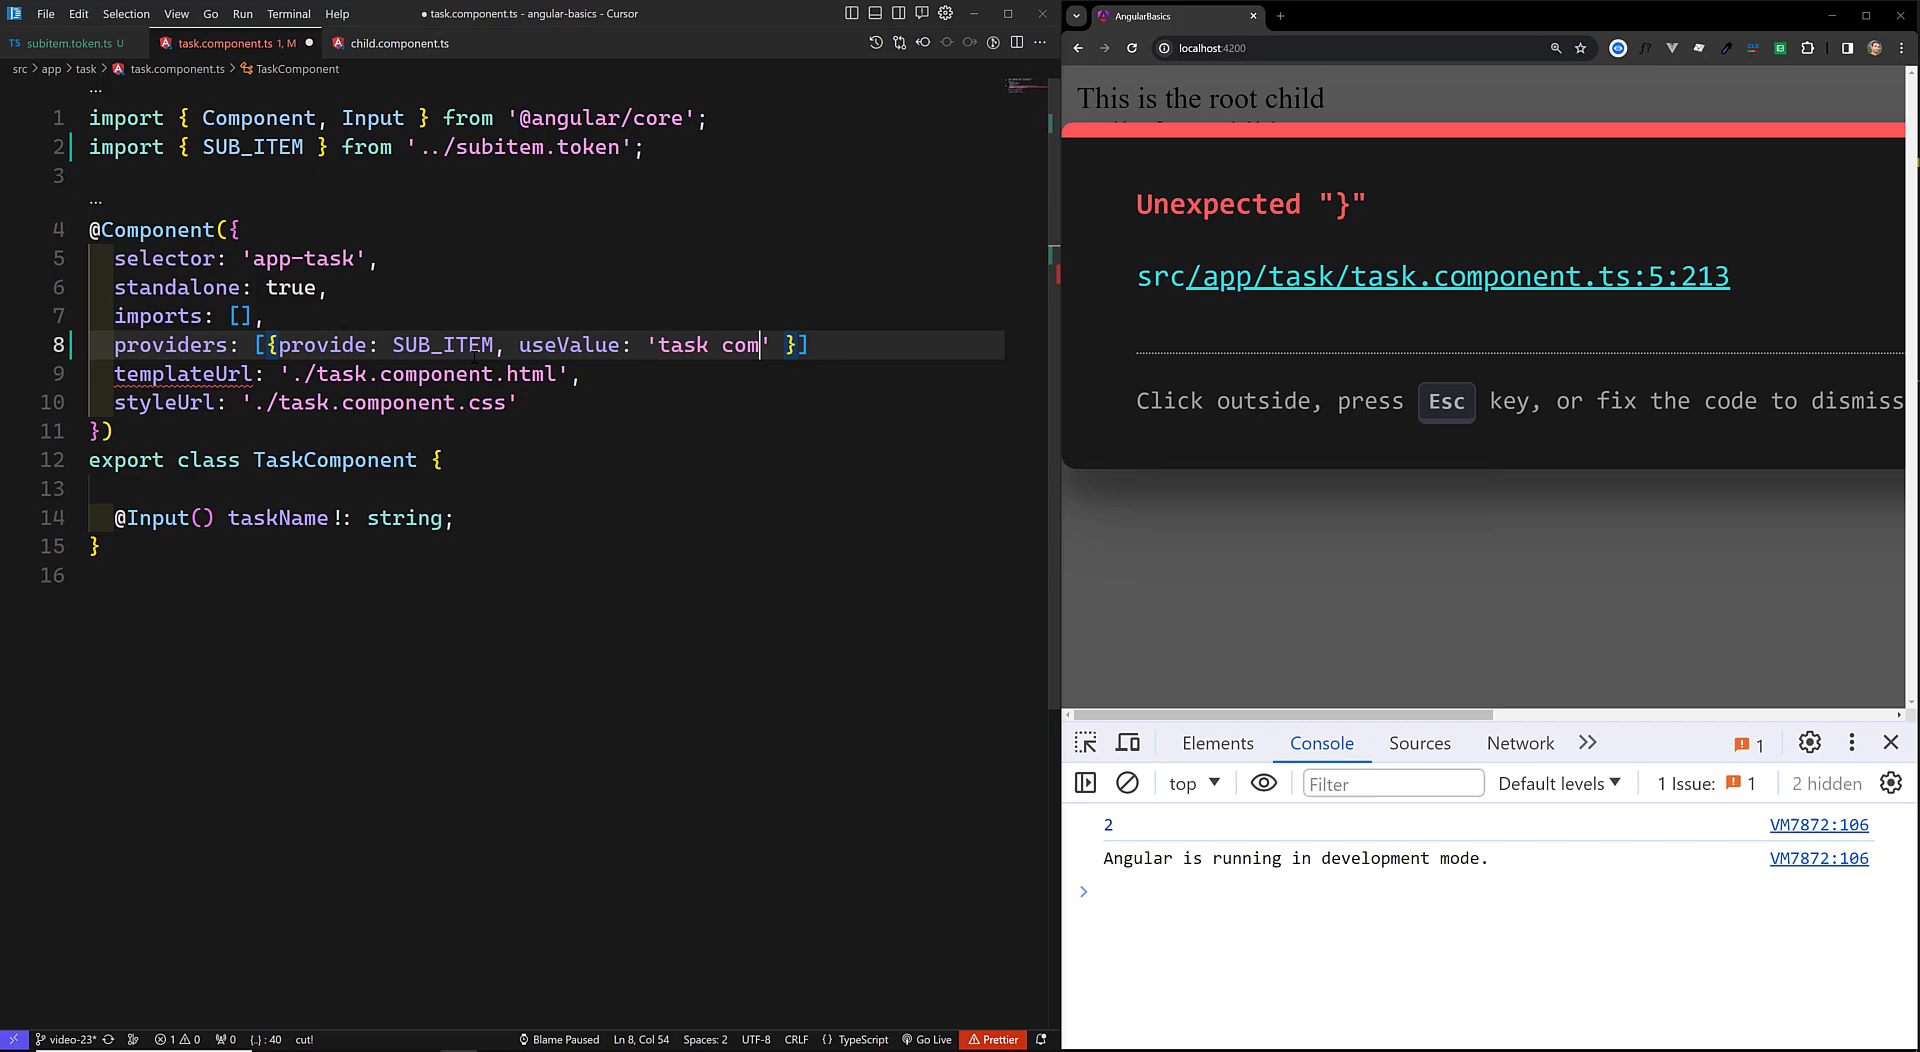 File Edit Selection View Go Run Terminal Help
● task.component.ts - angular-basics - Cursor
TS subitem.token.ts U
task.component.ts 1, M ●
child.component.ts
src > app > task > task.component.ts > TaskComponent
...
1 import { Component, Input } from '@angular/core';
2 import { SUB_ITEM } from '../subitem.token';
3
...
4 @Component({
5 selector: 'app-task',
6 standalone: true,
7 imports: [],
8 providers: [{provide: SUB_ITEM, useValue: 'task com' }]
9 templateUrl: './task.component.html',
10 styleUrl: './task.component.css'
11 })
12 export class TaskComponent {
13
14 @Input() taskName!: string;
15 }
16
video-23* 1 0 0 {..} : 40 cut! Blame Paused Ln 8, Col 54 Spaces: 2 UTF-8 CRLF { } TypeScript Go Live Prettier
AngularBasics
localhost:4200
This is the root child
Unexpected "}"
src/app/task/task.component.ts:5:213
Click outside, press Esc key, or fix the code to dismiss
Elements Console Sources Network 1
top Filter Default levels 1 Issue: 1 2 hidden
2 VM7872:106
Angular is running in development mode. VM7872:106